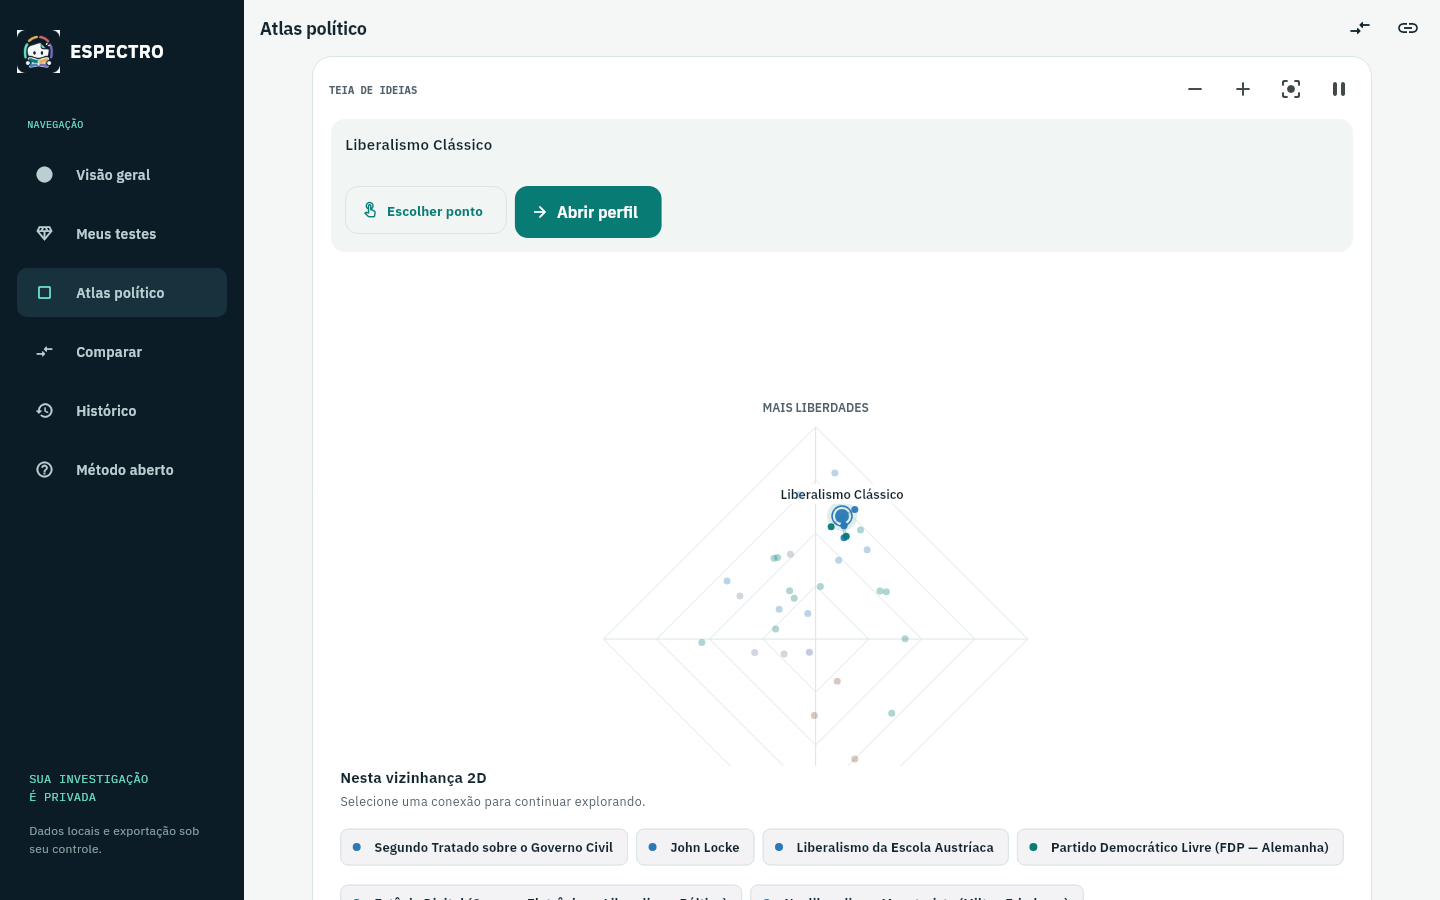 ESPECTRO
NAVEGAÇÃO
Visão geral
Meus testes
Atlas político
Comparar
Histórico
Método aberto
SUA INVESTIGAÇÃO
É PRIVADA
Dados locais e exportação sob
seu controle.
Atlas político
TEIA DE IDEIAS
Liberalismo Clássico
Escolher ponto
Abrir perfil
MAIS LIBERDADES
Liberalismo Clássico
Nesta vizinhança 2D
Selecione uma conexão para continuar explorando.
Segundo Tratado sobre o Governo Civil
John Locke
Liberalismo da Escola Austríaca
Partido Democrático Livre (FDP — Alemanha)